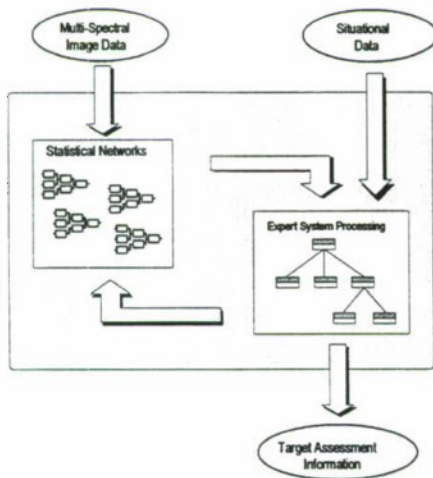 Multi-Spectral
Image Data
Situational
Data
Statistical Networks
Expert System Processing
Target Assessment
Information